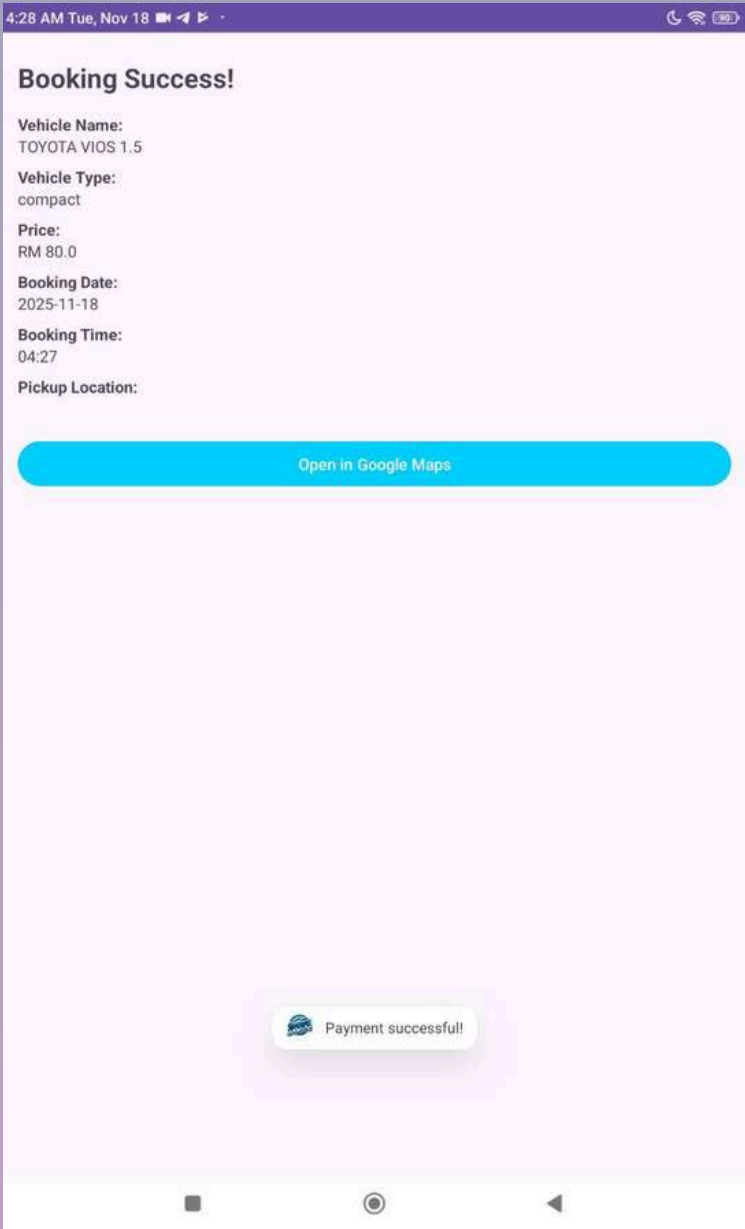 4:28 AM Tue, Nov 18
90
Booking Success!
Vehicle Name:
TOYOTA VIOS 1.5
Vehicle Type:
compact
Price:
RM 80.0
Booking Date:
2025-11-18
Booking Time:
04:27
Pickup Location:
Open in Google Maps
Payment successful!